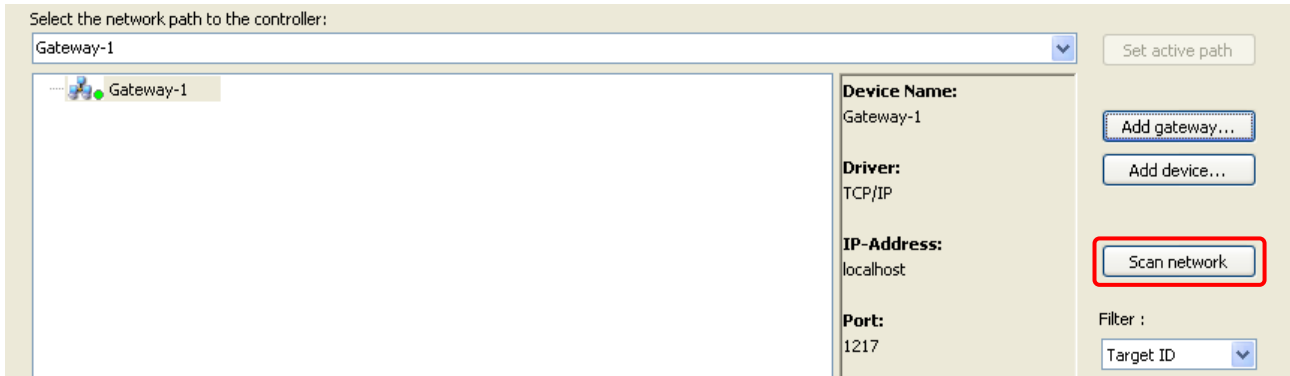 Select the network path to the controller:
Gateway-1
Set active path
Gateway-1
Device Name:
Gateway-1
Driver:
TCP/IP
IP-Address:
localhost
Port:
1217
Add gateway...
Add device...
Scan network
Filter :
Target ID